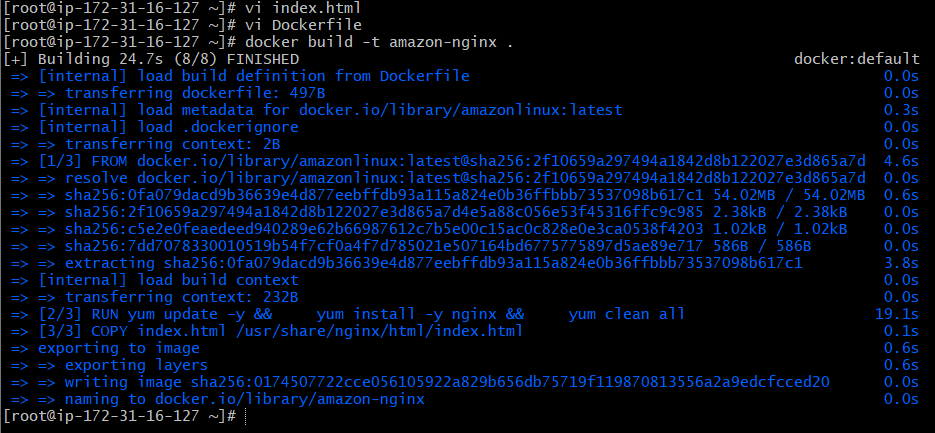 [root@ip-172-31-16-127 ~]# vi index.html
[root@ip-172-31-16-127 ~]# vi Dockerfile
[root@ip-172-31-16-127 ~]# docker build -t amazon-nginx .
[+] Building 24.7s (8/8) FINISHED docker:default
=> [internal] load build definition from Dockerfile 0.0s
=> => transferring dockerfile: 497B 0.0s
=> [internal] load metadata for docker.io/library/amazonlinux:latest 0.3s
=> [internal] load .dockerignore 0.0s
=> => transferring context: 2B 0.0s
=> [1/3] FROM docker.io/library/amazonlinux:latest@sha256:2f10659a297494a1842d8b122027e3d865a7d 4.6s
=> => resolve docker.io/library/amazonlinux:latest@sha256:2f10659a297494a1842d8b122027e3d865a7d 0.0s
=> => sha256:0fa079dacd9b36639e4d877eebffdb93a115a824e0b36ffbbb73537098b617c1 54.02MB / 54.02MB 0.6s
=> => sha256:2f10659a297494a1842d8b122027e3d865a7d4e5a88c056e53f45316ffc9c985 2.38kB / 2.38kB 0.0s
=> => sha256:c5e2e0feaedeed940289e62b66987612c7b5e00c15ac0c828e0e3ca0538f4203 1.02kB / 1.02kB 0.0s
=> => sha256:7dd7078330010519b54f7cf0a4f7d785021e507164bd6775775897d5ae89e717 586B / 586B 0.0s
=> => extracting sha256:0fa079dacd9b36639e4d877eebffdb93a115a824e0b36ffbbb73537098b617c1 3.8s
=> [internal] load build context 0.0s
=> => transferring context: 232B 0.0s
=> [2/3] RUN yum update -y &&     yum install -y nginx &&     yum clean all 19.1s
=> [3/3] COPY index.html /usr/share/nginx/html/index.html 0.1s
=> exporting to image 0.6s
=> => exporting layers 0.6s
=> => writing image sha256:0174507722cce056105922a829b656db75719f119870813556a2a9edcfcced20 0.0s
=> => naming to docker.io/library/amazon-nginx 0.0s
[root@ip-172-31-16-127 ~]#